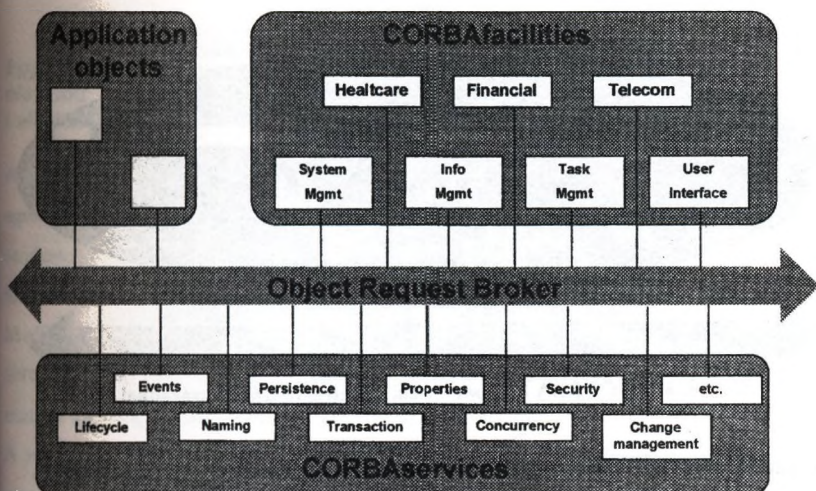 Application
objects
CORBAfacilities
Healtcare
Financial
Telecom
System
Mgmt
Info
Mgmt
Task
Mgmt
User
Interface
Object Request Broker
Events
Persistence
Properties
Security
etc.
Lifecycle
Naming
Transaction
Concurrency
Change
management
CORBAservices